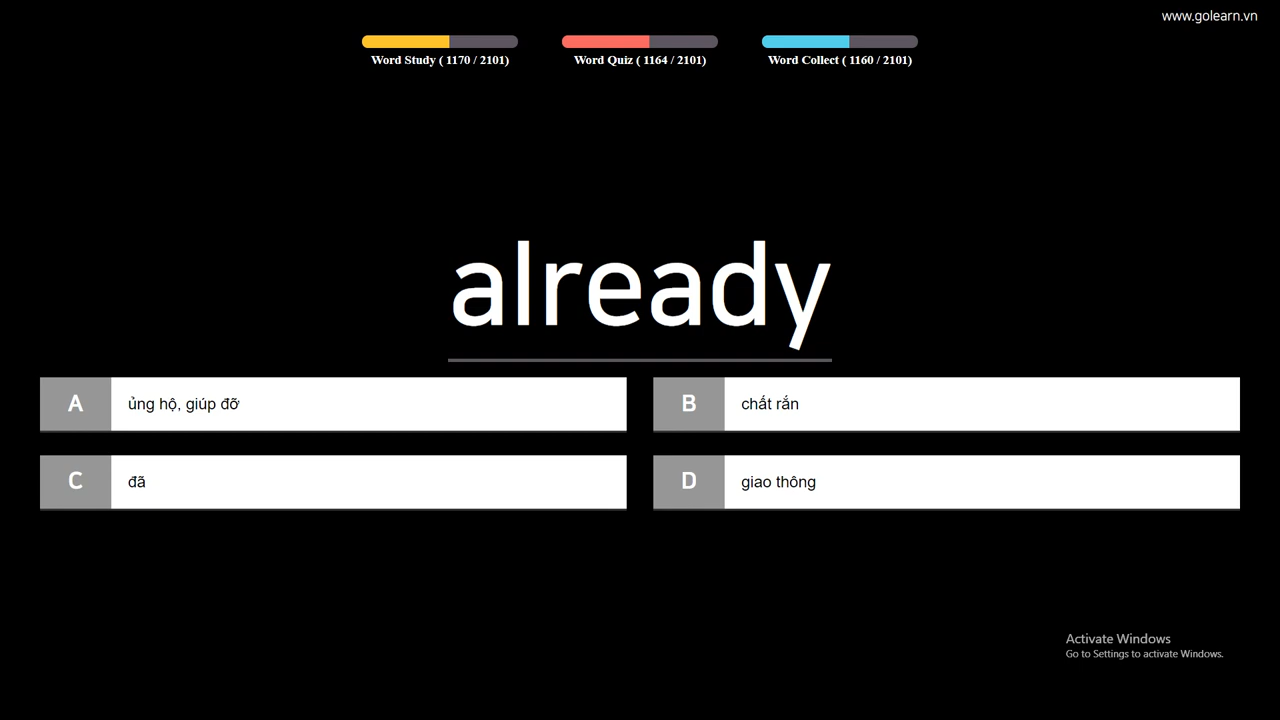 www.golearn.vn
Word Study ( 1170 / 2101)
Word Quiz ( 1164 / 2101)
Word Collect ( 1160 / 2101)
already
A ủng hộ, giúp đỡ
B chất rắn
C đã
D giao thông
Activate Windows
Go to Settings to activate Windows.